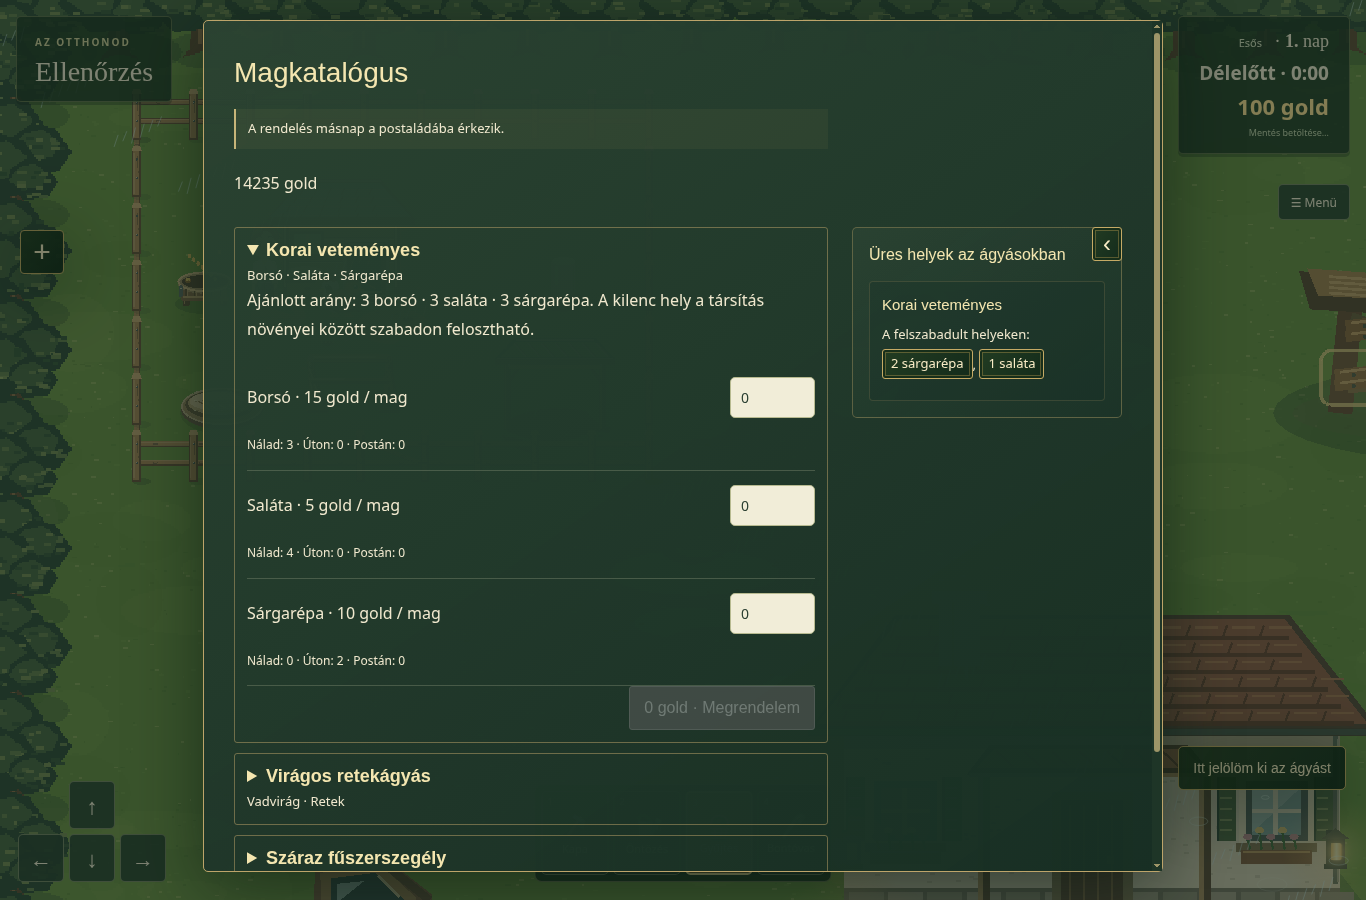 AZ OTTHONOD
Ellenőrzés
Esős · 1. nap
Délelőtt · 0:00
100 gold
Mentés betöltése...
☰ Menü
+
Magkatalógus
A rendelés másnap a postaládába érkezik.
14235 gold
▼ Korai veteményes
Borsó · Saláta · Sárgarépa
Ajánlott arány: 3 borsó · 3 saláta · 3 sárgarépa. A kilenc hely a társítás
növényei között szabadon felosztható.
Borsó · 15 gold / mag
0
Nálad: 3 · Úton: 0 · Postán: 0
Saláta · 5 gold / mag
0
Nálad: 4 · Úton: 0 · Postán: 0
Sárgarépa · 10 gold / mag
0
Nálad: 0 · Úton: 2 · Postán: 0
0 gold · Megrendelem
▶ Virágos retekágyás
Vadvirág · Retek
▶ Száraz fűszerszegély
Üres helyek az ágyásokban
‹
Korai veteményes
A felszabadult helyeken:
2 sárgarépa , 1 saláta
Itt jelölöm ki az ágyást
↑
← ↓ →